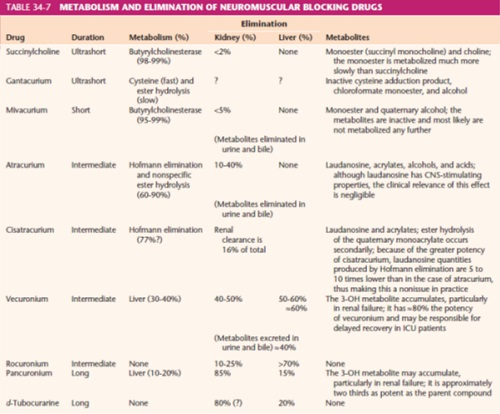 TABLE 34-7 METABOLISM AND ELIMINATION OF NEUROMUSCULAR BLOCKING DRUGS
Elimination
Drug Duration Metabolism (%) Kidney (%) Liver (%) Metabolites
Succinylcholine Ultrashort Butyrylcholinesterase <2% None Monoester (succinyl monocholine) and choline;
(98-99%) the monoester is metabolized much more
slowly than succinylcholine
Gantacurium Ultrashort Cysteine (fast) and ? ? Inactive cysteine adduction product,
ester hydrolysis chloroformate monoester, and alcohol
(slow)
Mivacurium Short Butyrylcholinesterase <5% None Monoester and quaternary alcohol; the
(95-99%) metabolites are inactive and most likely are
not metabolized any further
(Metabolites eliminated in
urine and bile)
Atracurium Intermediate Hofmann elimination 10-40% None Laudanosine, acrylates, alcohols, and acids;
and nonspecific although laudanosine has CNS-stimulating
ester hydrolysis properties, the clinical relevance of this effect
(60-90%) is negligible
(Metabolites eliminated in
urine and bile)
Cisatracurium Intermediate Hofmann elimination Renal Laudanosine and acrylates; ester hydrolysis
(77%?) clearance is of the quaternary monoacrylate occurs
16% of total secondarily; because of the greater potency
of cisatracurium, laudanosine quantities
produced by Hofmann elimination are 5 to
10 times lower than in the case of atracurium,
thus making this a nonissue in practice
Vecuronium Intermediate Liver (30-40%) 40-50% 50-60% The 3-OH metabolite accumulates, particularly
≈60% in renal failure; it has ≈80% the potency
of vecuronium and may be responsible for
(Metabolites excreted in delayed recovery in ICU patients
urine and bile) ≈40%
Rocuronium Intermediate None 10-25% >70% None
Pancuronium Long Liver (10-20%) 85% 15% The 3-OH metabolite may accumulate,
particularly in renal failure; it is approximately
two thirds as potent as the parent compound
d-Tubocurarine Long None 80% (?) 20% None